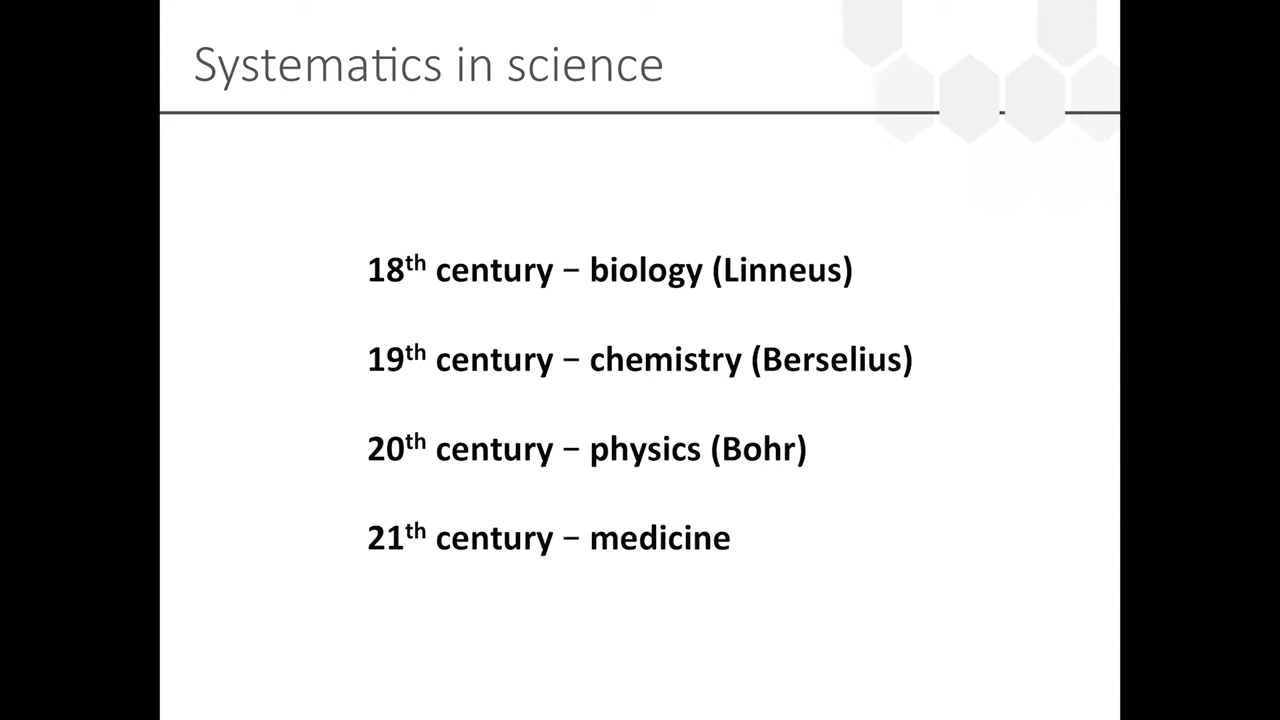 Systematics in science
18th century – biology (Linneus)
19th century – chemistry (Berselius)
20th century – physics (Bohr)
21th century – medicine